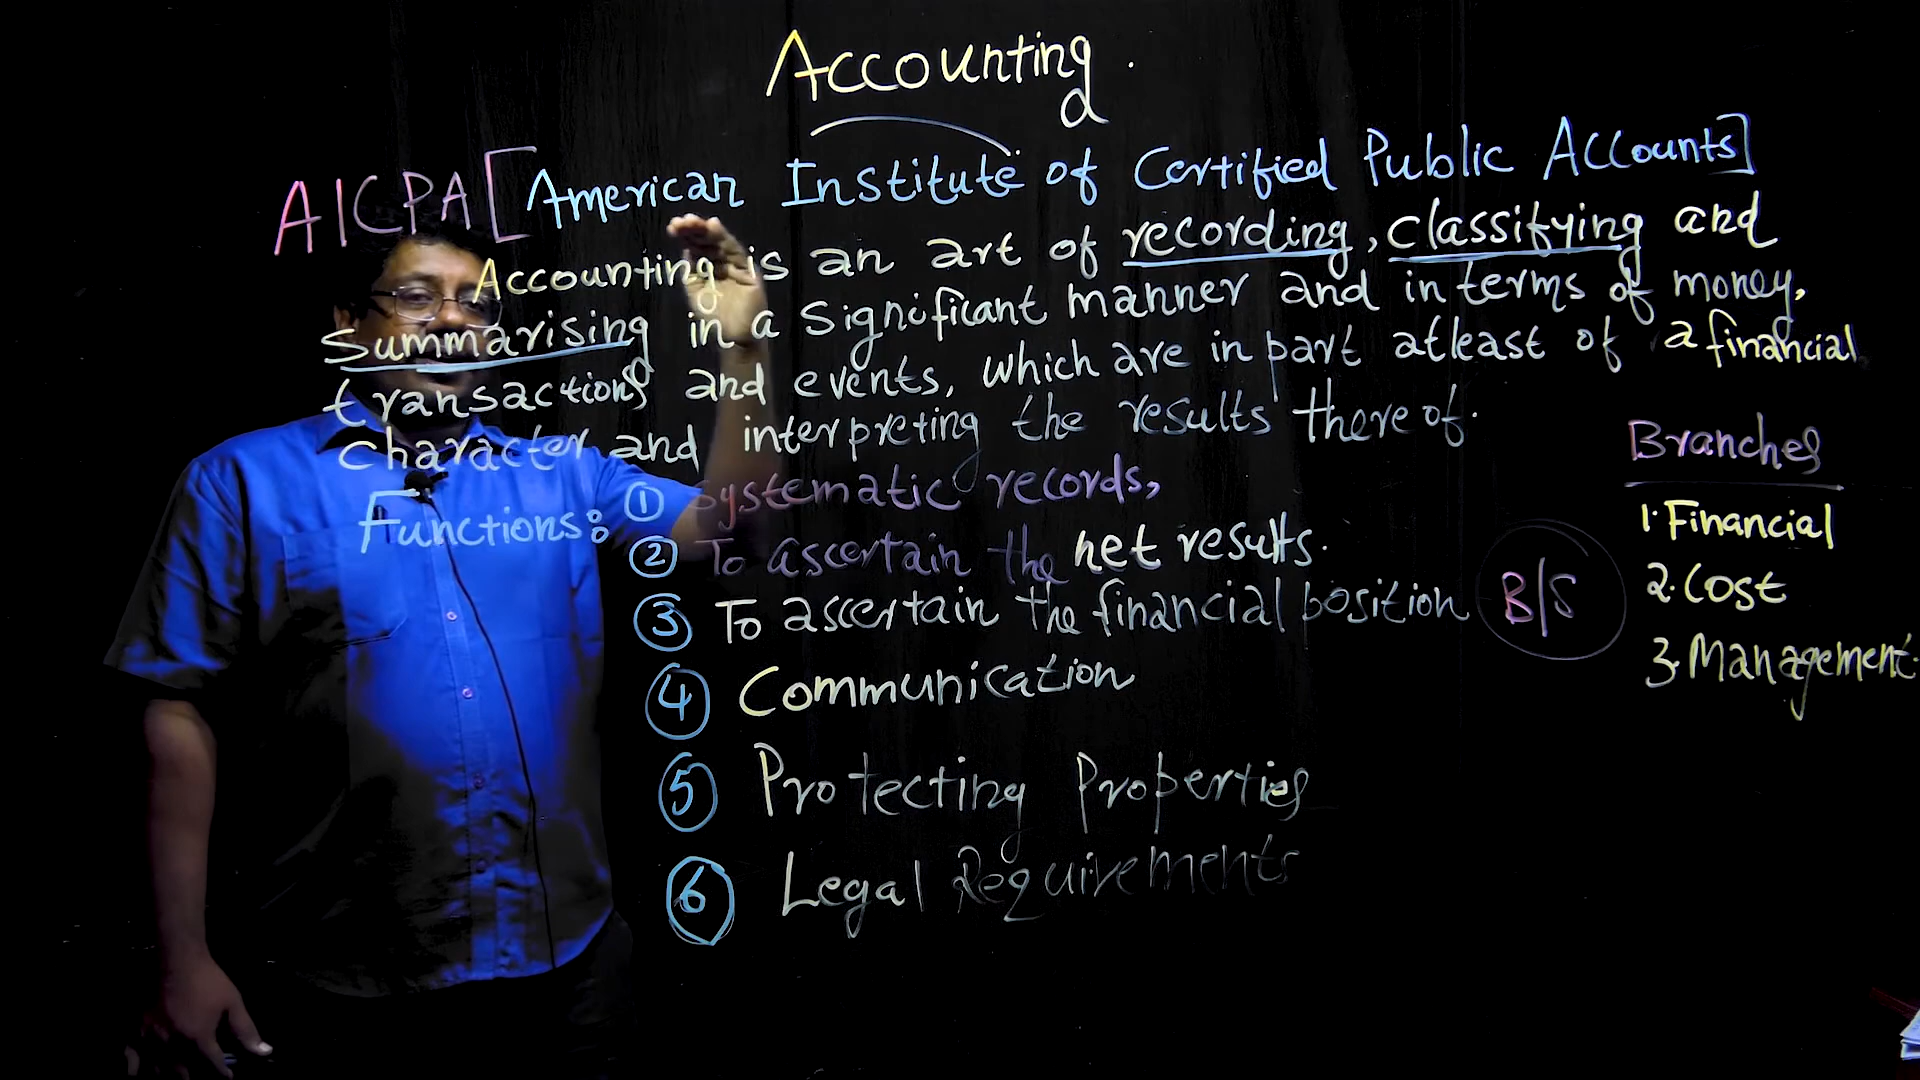 Accounting.
AICPA [American Institute of Certified Public Accounts]
Accounting is an art of recording, classifying and
Summarising in a significant manner and in terms of money,
transactions and events, which are in part atleast of a financial
character and interpreting the results there of.
Functions:
① Systematic records,
② To ascertain the net results.
③ To ascertain the financial position B/S
④ Communication
⑤ Protecting Properties
⑥ Legal Requirements
Branches
1. Financial
2. Cost
3. Management.